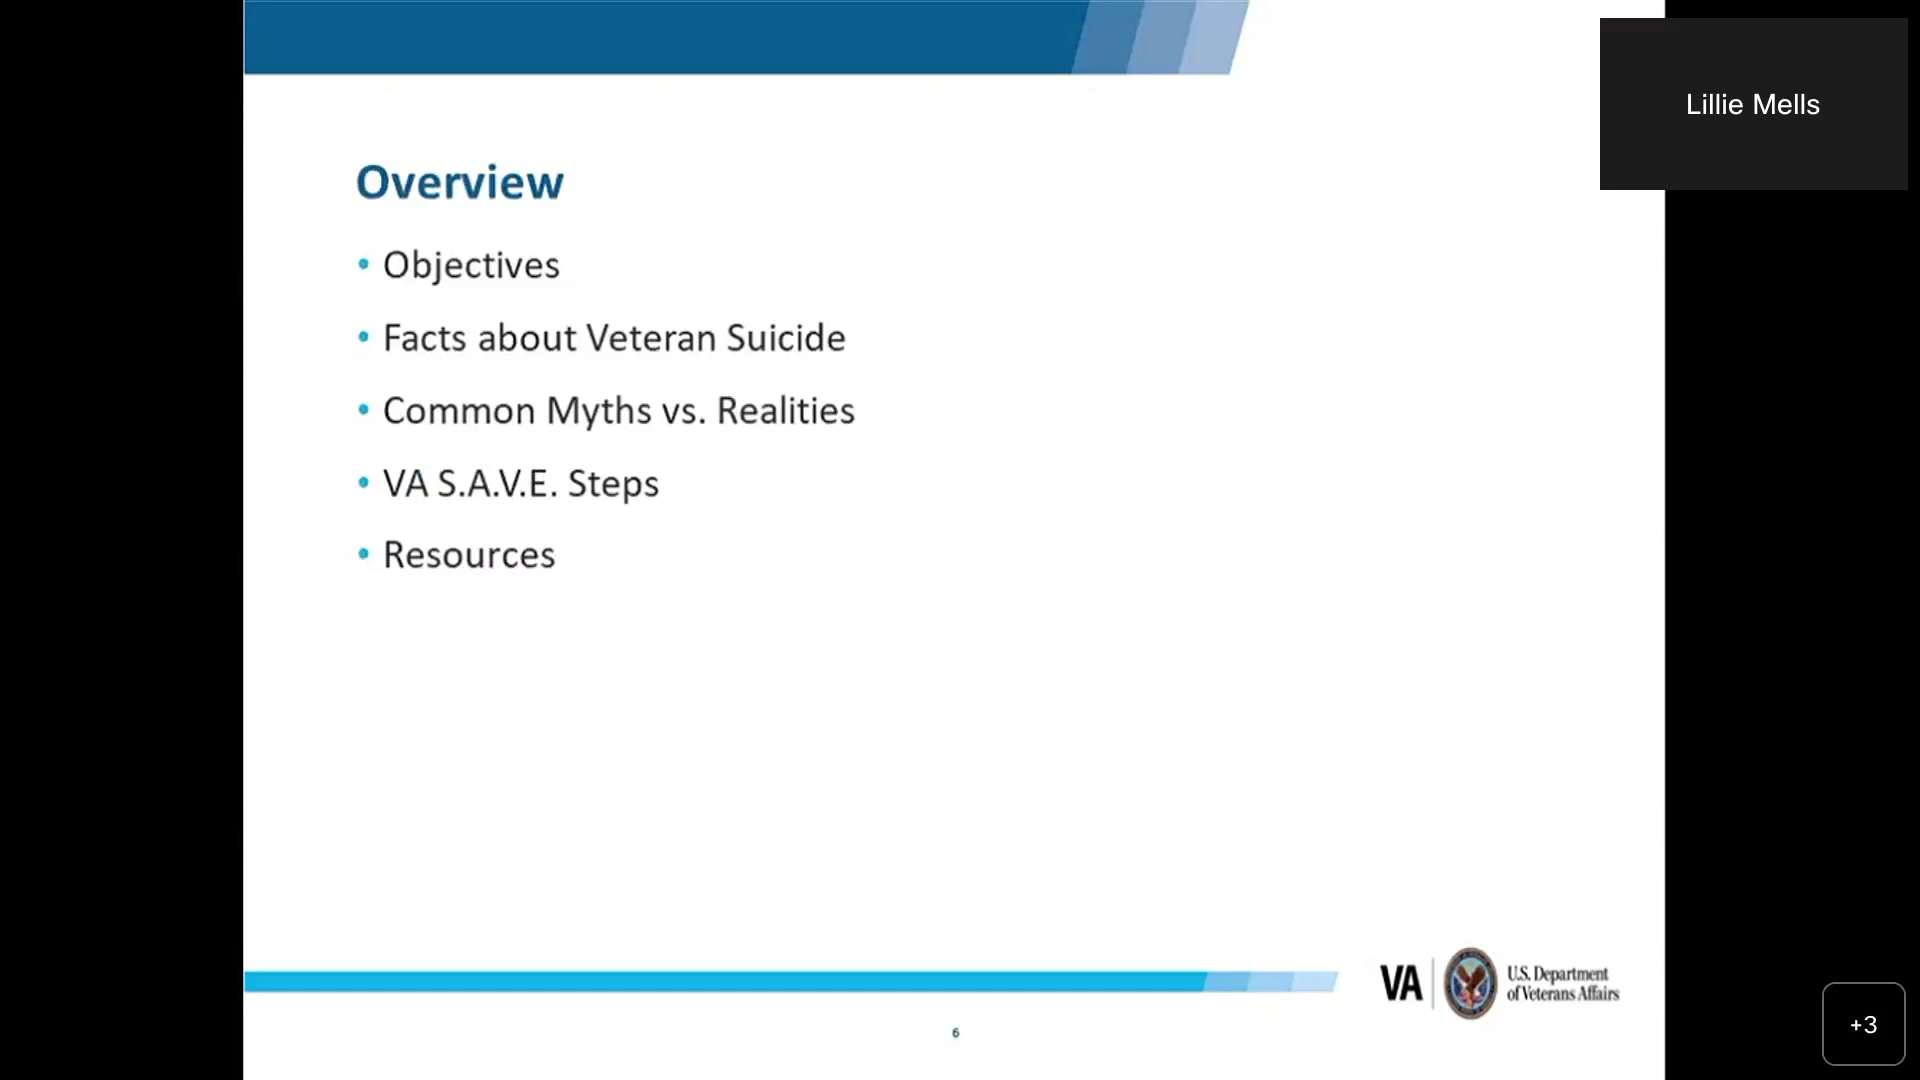 Lillie Mells
Overview
• Objectives
• Facts about Veteran Suicide
• Common Myths vs. Realities
• VA S.A.V.E. Steps
• Resources
VA
U.S. Department
of Veterans Affairs
6
+3